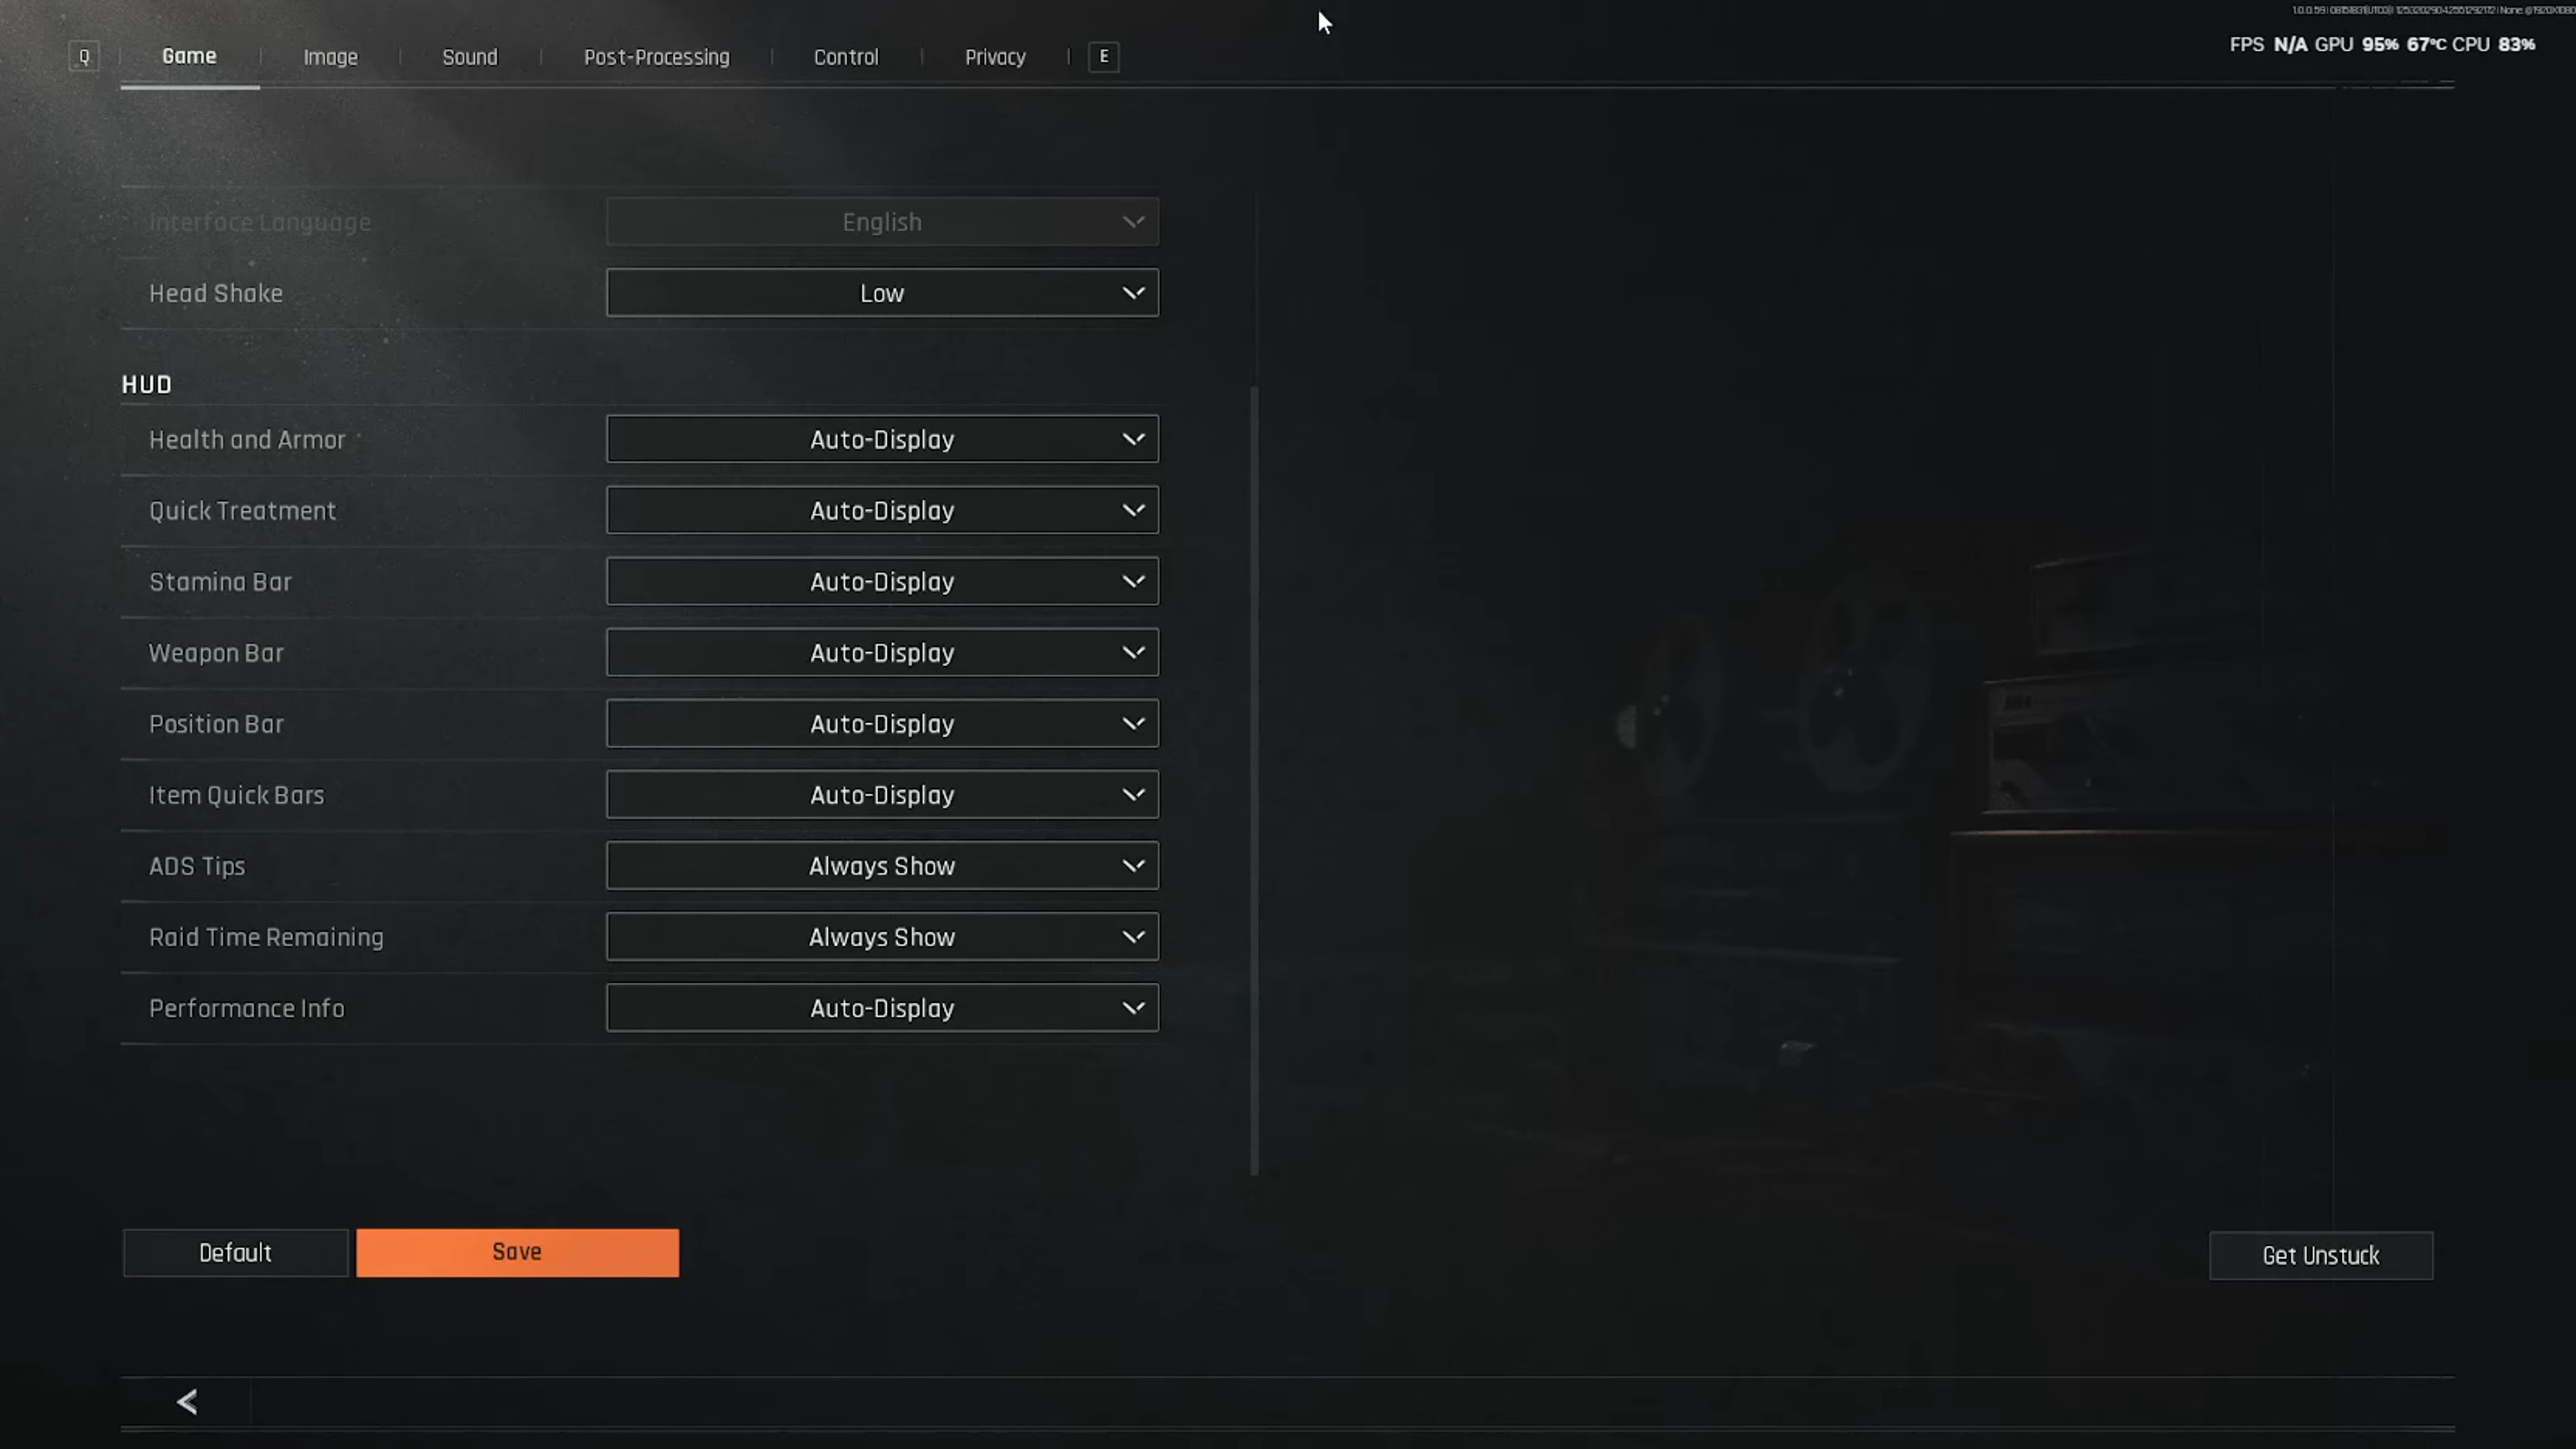 FPS N/A GPU 95% 67°C CPU 83%
Q Game Image Sound Post-Processing Control Privacy E
Interface Language English
Head Shake Low
HUD
Health and Armor Auto-Display
Quick Treatment Auto-Display
Stamina Bar Auto-Display
Weapon Bar Auto-Display
Position Bar Auto-Display
Item Quick Bars Auto-Display
ADS Tips Always Show
Raid Time Remaining Always Show
Performance Info Auto-Display
Default Save Get Unstuck